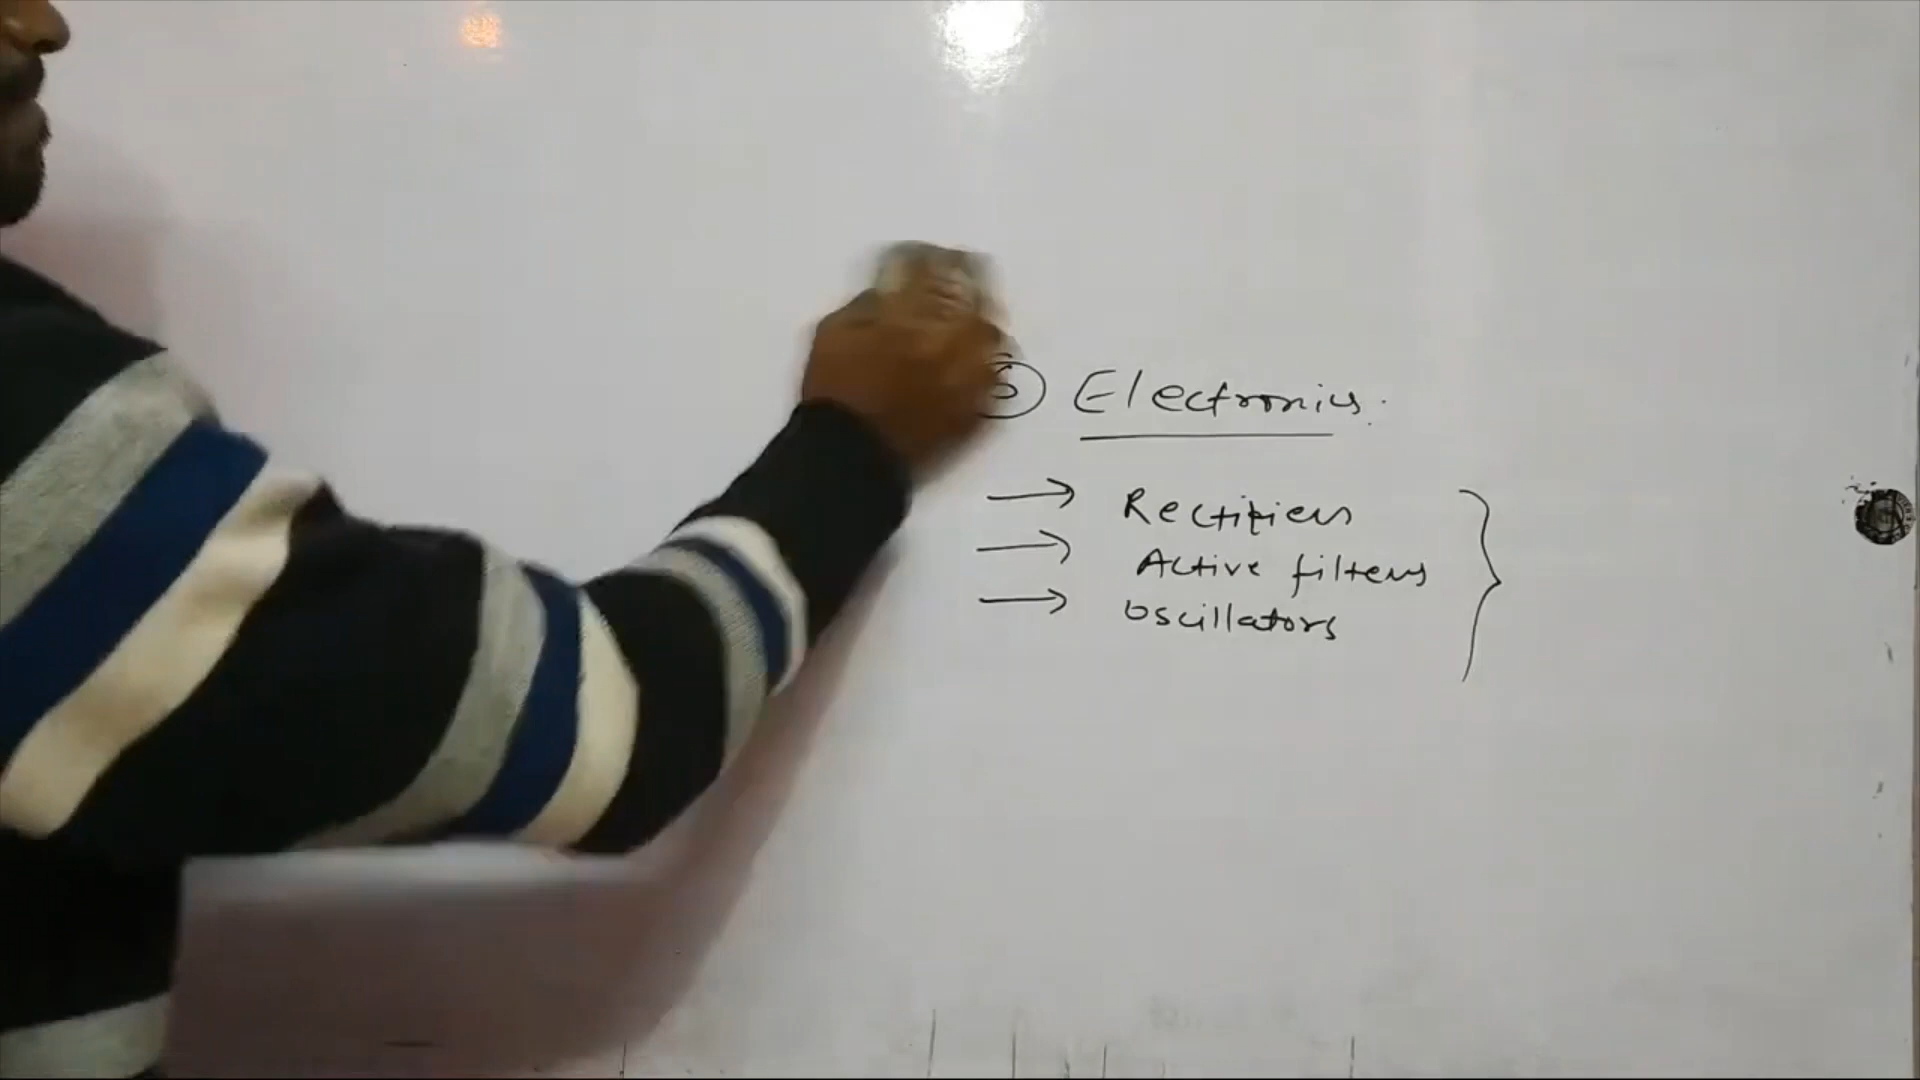 Electronics.
→ Rectifiers
→ Active filters
→ Oscillators